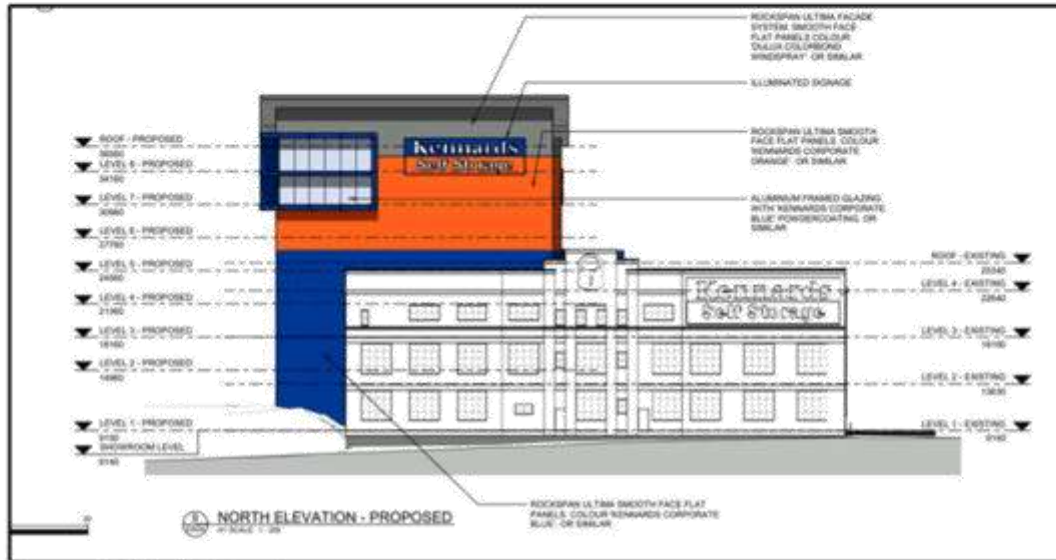 ROCKSPAN ULTIMA FACADE
SYSTEM. SMOOTH FACE
FLAT PANELS COLOUR
'DULUX COLORBOND
WINDSPRAY' OR SIMILAR
ILLUMINATED SIGNAGE
ROCKSPAN ULTIMA SMOOTH
FACE FLAT PANELS. COLOUR
'KENNARDS CORPORATE
ORANGE' OR SIMILAR
ALUMINIUM FRAMED GLAZING
WITH 'KENNARDS CORPORATE
BLUE' POWDERCOATING, OR
SIMILAR
Kennards
Self Storage
ROOF - PROPOSED
LEVEL 8 - PROPOSED
34160
LEVEL 7 - PROPOSED
30960
LEVEL 6 - PROPOSED
27760
LEVEL 5 - PROPOSED
LEVEL 4 - PROPOSED
21360
LEVEL 3 - PROPOSED
18160
LEVEL 2 - PROPOSED
LEVEL 1 - PROPOSED
SHOWROOM LEVEL
ROOF - EXISTING
LEVEL 4 - EXISTING
LEVEL 3 - EXISTING
LEVEL 2 - EXISTING
LEVEL 1 - EXISTING
Kennards
Self Storage
NORTH ELEVATION - PROPOSED
ROCKSPAN ULTIMA SMOOTH FACE FLAT
PANELS. COLOUR 'KENNARDS CORPORATE
BLUE' OR SIMILAR